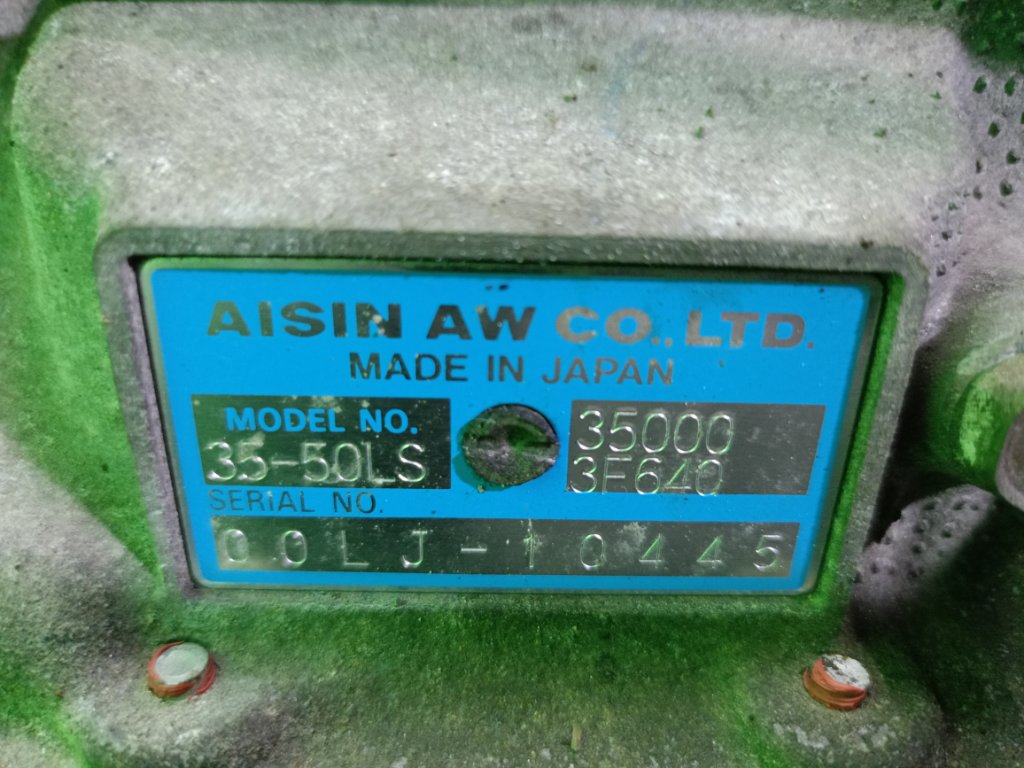 AISIN AW CO., LTD.
MADE IN JAPAN
MODEL NO.
35-50LS
35000
3F640
SERIAL NO.
00LJ-10445